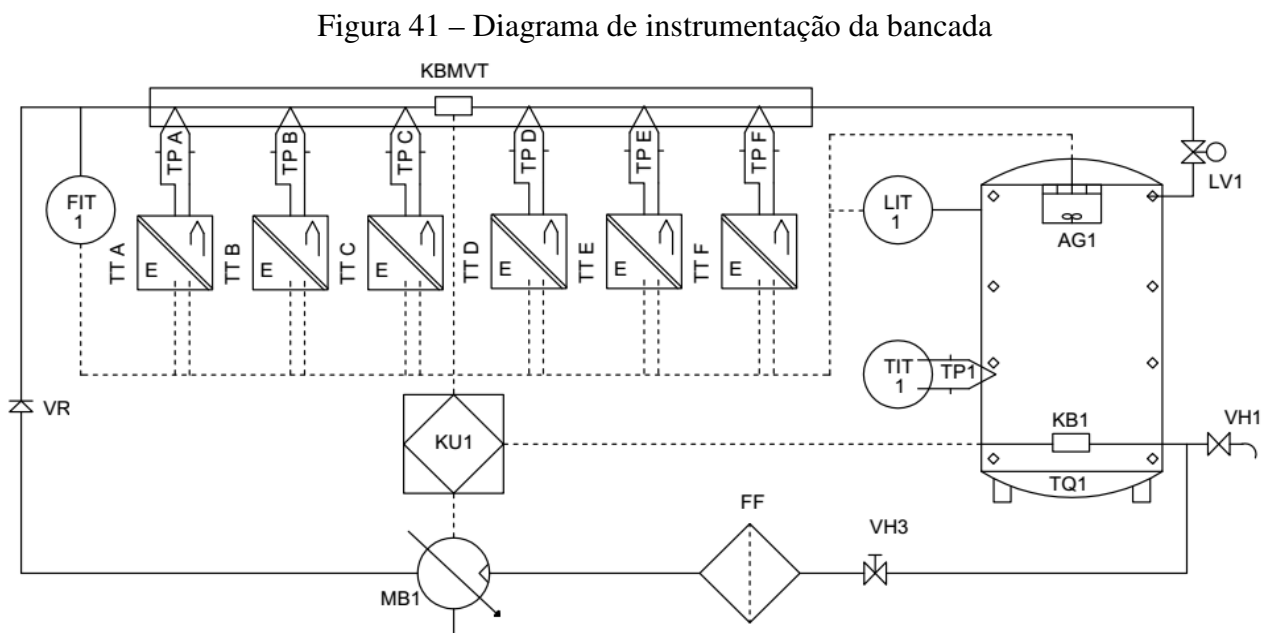 Figura 41 – Diagrama de instrumentação da bancada
KBMVT
TP A
TP B
TP C
TP D
TP E
TP F
FIT
1
LIT
1
LV1
AG1
TT A
TT B
TT C
TT D
TT E
TT F
E
E
E
E
E
E
TIT
1
TP1
VR
KU1
KB1
VH1
TQ1
FF
VH3
MB1